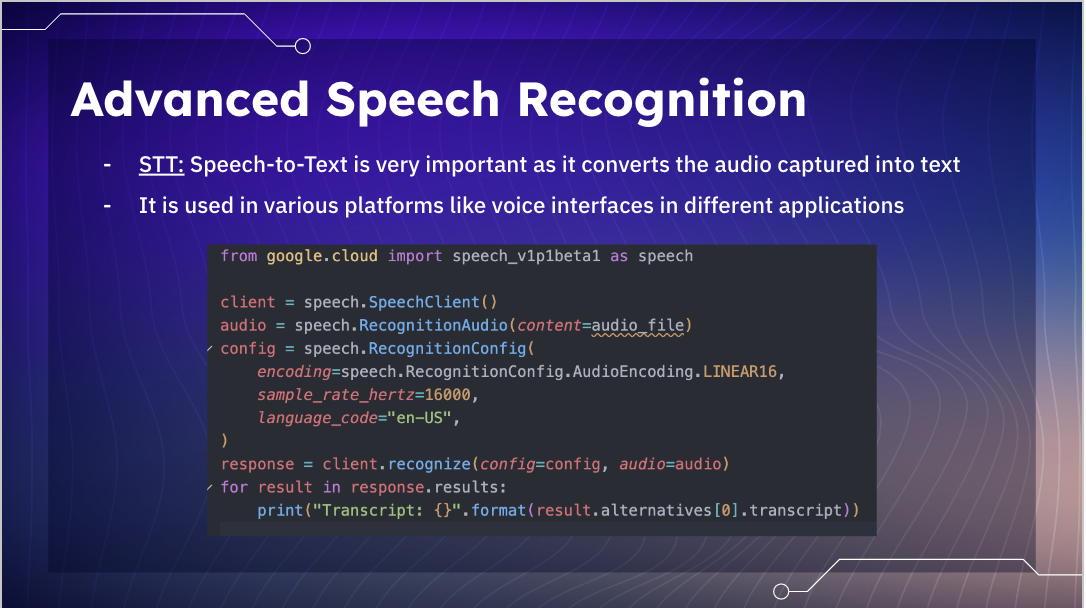 Advanced Speech Recognition
- STT: Speech-to-Text is very important as it converts the audio captured into text
- It is used in various platforms like voice interfaces in different applications
from google.cloud import speech_v1p1beta1 as speech
client = speech.SpeechClient()
audio = speech.RecognitionAudio(content=audio_file)
config = speech.RecognitionConfig(
    encoding=speech.RecognitionConfig.AudioEncoding.LINEAR16,
    sample_rate_hertz=16000,
    language_code="en-US",
)
response = client.recognize(config=config, audio=audio)
for result in response.results:
    print("Transcript: {}".format(result.alternatives[0].transcript))